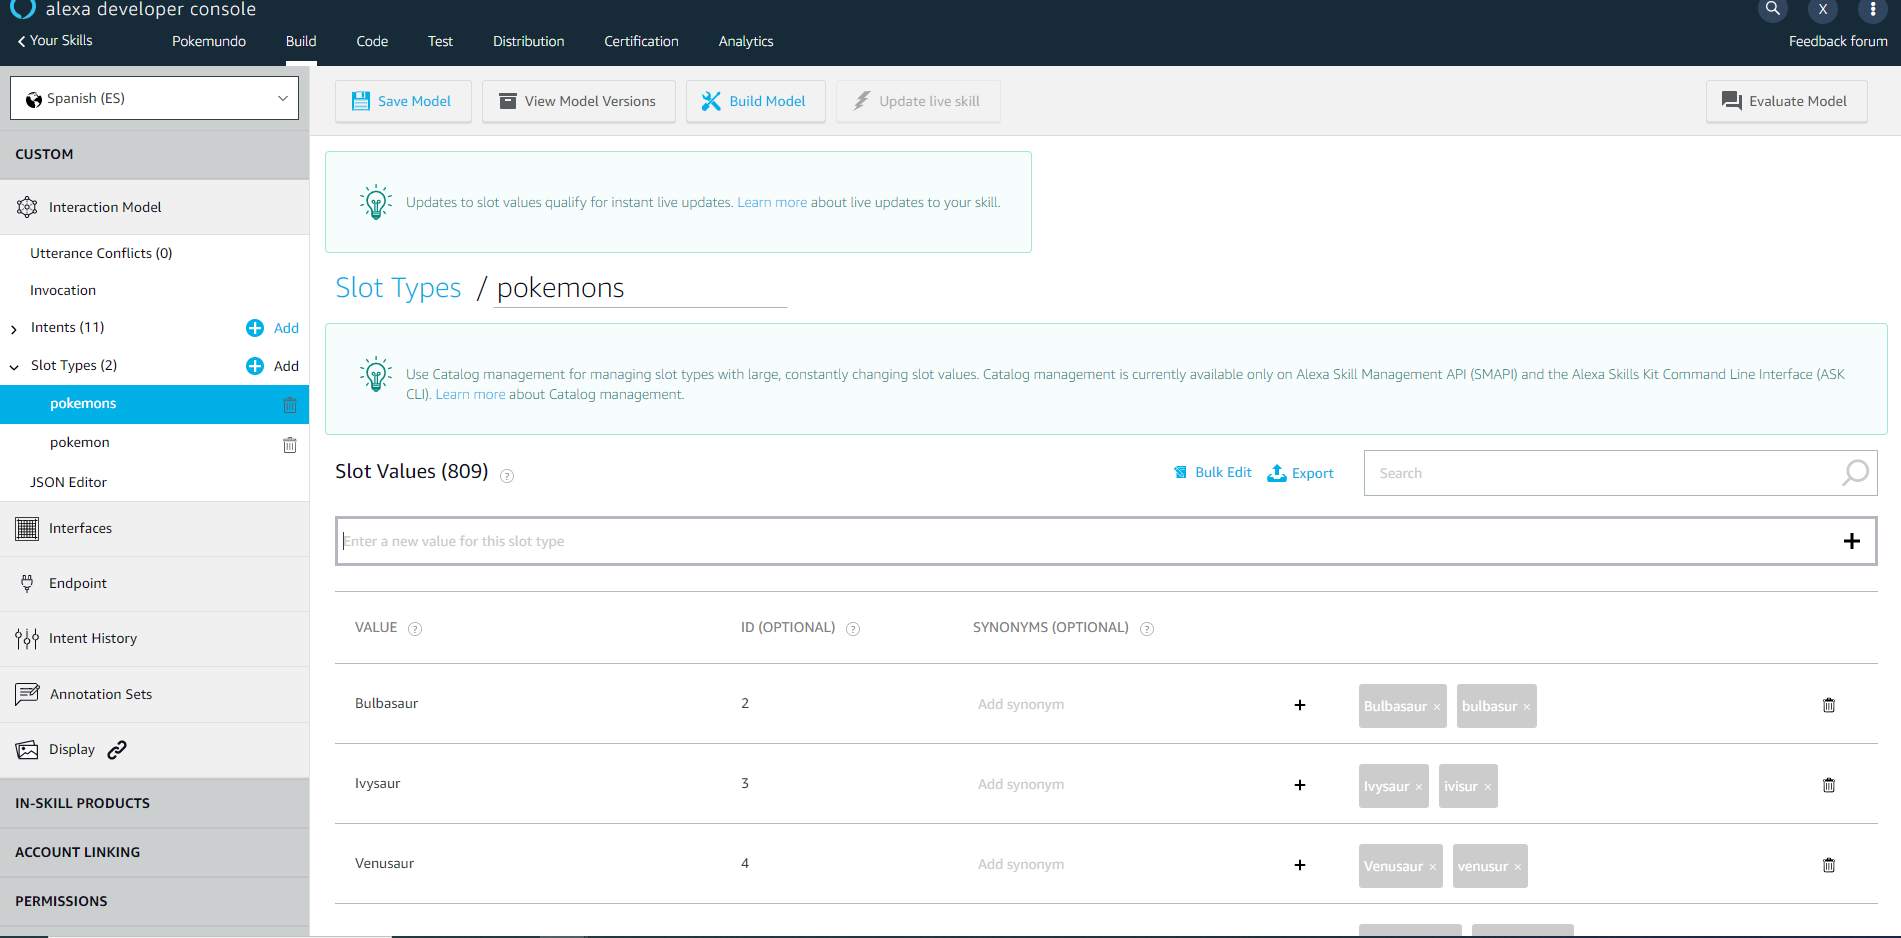 alexa developer console
X
Your Skills
Pokemundo
Build
Code
Test
Distribution
Certification
Analytics
Feedback forum
Spanish (ES)
Save Model
View Model Versions
Build Model
Update live skill
Evaluate Model
CUSTOM
Interaction Model
Utterance Conflicts (0)
Invocation
Intents (11)
Add
Slot Types (2)
Add
pokemons
pokemon
JSON Editor
Interfaces
Endpoint
Intent History
Annotation Sets
Display
IN-SKILL PRODUCTS
ACCOUNT LINKING
PERMISSIONS
Updates to slot values qualify for instant live updates. Learn more about live updates to your skill.
Slot Types / pokemons
Use Catalog management for managing slot types with large, constantly changing slot values. Catalog management is currently available only on Alexa Skill Management API (SMAPI) and the Alexa Skills Kit Command Line Interface (ASK
CLI). Learn more about Catalog management.
Slot Values (809) ?
Bulk Edit
Export
Search
Enter a new value for this slot type
VALUE ?
ID (OPTIONAL) ?
SYNONYMS (OPTIONAL) ?
Bulbasaur
2
Add synonym
Bulbasaur ×
bulbasur ×
Ivysaur
3
Add synonym
Ivysaur ×
ivisur ×
Venusaur
4
Add synonym
Venusaur ×
venusur ×